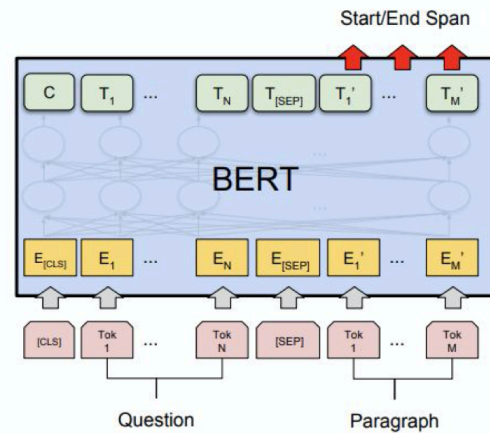 Start/End Span
C T1 ... TN T[SEP] T1' ... TM'
...
BERT
...
E[CLS] E1 ... EN E[SEP] E1' ... EM'
[CLS] Tok 1 ... Tok N [SEP] Tok 1 ... Tok M
Question Paragraph